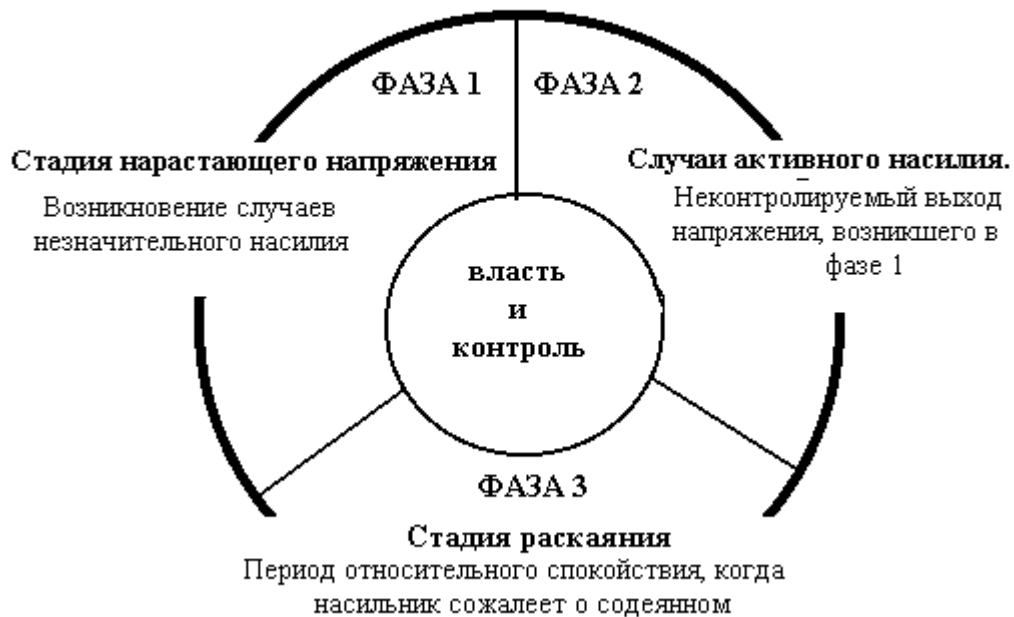 ФАЗА 1
Стадия нарастающего напряжения
Возникновение случаев
незначительного насилия
ФАЗА 2
Случаи активного насилия.
Неконтролируемый выход
напряжения, возникшего в
фазе 1
власть
и
контроль
ФАЗА 3
Стадия раскаяния
Период относительного спокойствия, когда
насильник сожалеет о содеянном